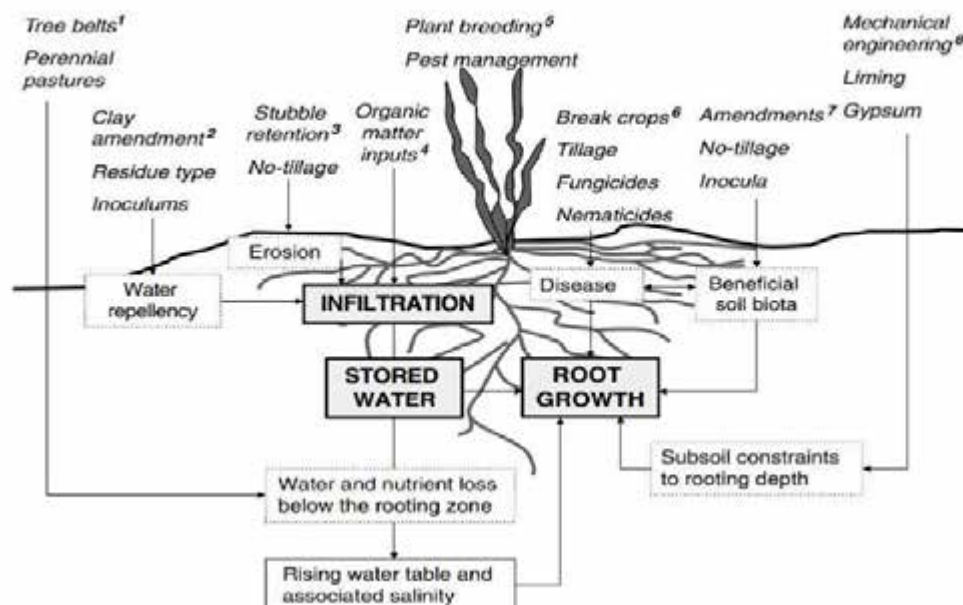 Tree belts¹
Perennial
pastures
Clay
amendment²
Residue type
Inoculums
Stubble
retention³
No-tillage
Organic
matter
inputs⁴
Plant breeding⁵
Pest management
Break crops⁶
Tillage
Fungicides
Nematicides
Amendments⁷
No-tillage
Inocula
Mechanical
engineering⁸
Liming
Gypsum
Erosion
Water
repellency
INFILTRATION
Disease
Beneficial
soil biota
STORED
WATER
ROOT
GROWTH
Subsoil constraints
to rooting depth
Water and nutrient loss
below the rooting zone
Rising water table and
associated salinity